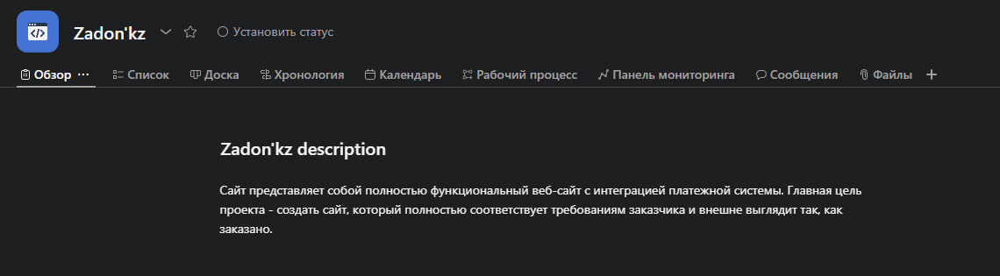 Zadon'kz
Установить статус
Обзор ··· Список Доска Хронология Календарь Рабочий процесс Панель мониторинга Сообщения Файлы +
Zadon'kz description
Сайт представляет собой полностью функциональный веб-сайт с интеграцией платежной системы. Главная цель
проекта - создать сайт, который полностью соответствует требованиям заказчика и внешне выглядит так, как
заказано.